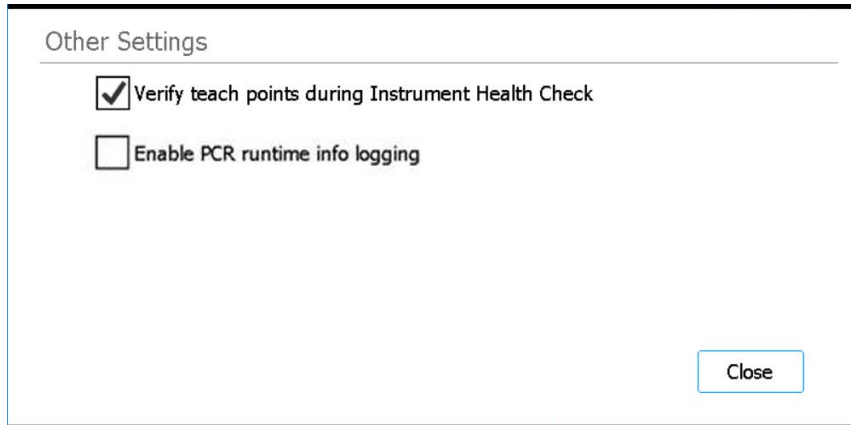 Other Settings
Verify teach points during Instrument Health Check
Enable PCR runtime info logging
Close